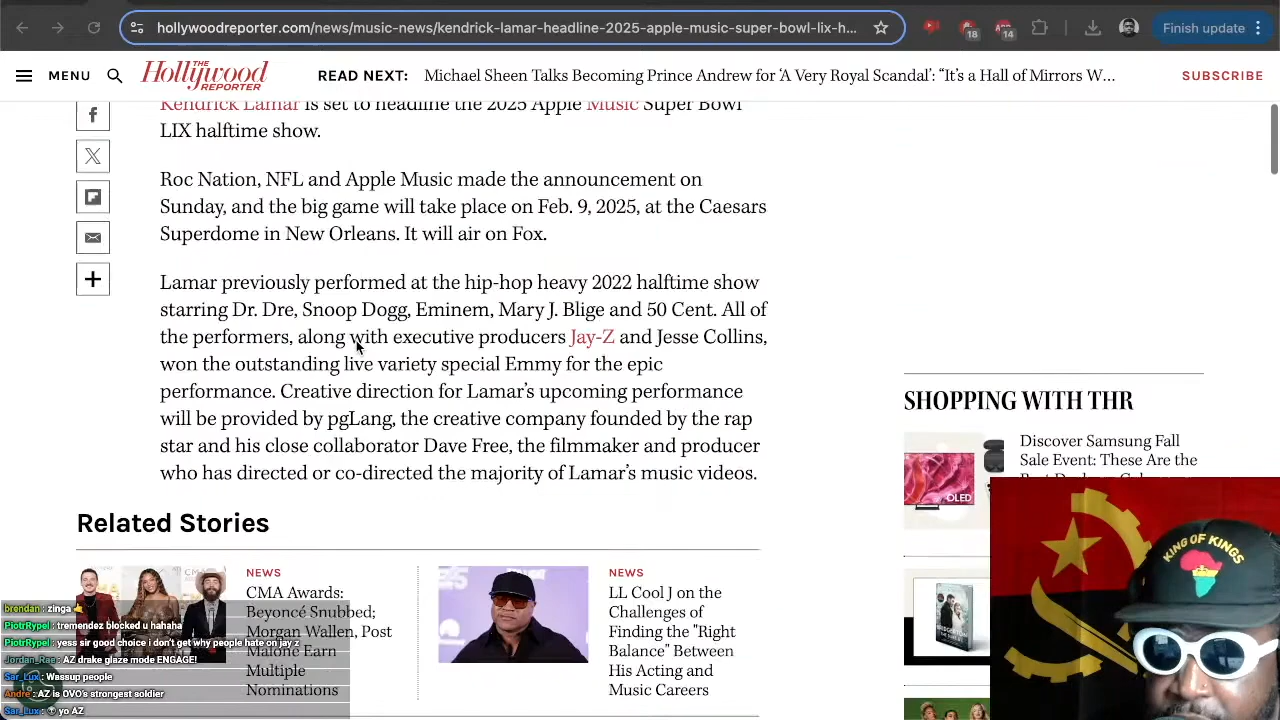 hollywoodreporter.com/news/music-news/kendrick-lamar-headline-2025-apple-music-super-bowl-lix-h...
18
14
Finish update
MENU
THE
Hollywood
REPORTER
READ NEXT: Michael Sheen Talks Becoming Prince Andrew for ‘A Very Royal Scandal’: “It’s a Hall of Mirrors W...
SUBSCRIBE
Kendrick Lamar is set to headline the 2025 Apple Music Super Bowl
LIX halftime show.
Roc Nation, NFL and Apple Music made the announcement on
Sunday, and the big game will take place on Feb. 9, 2025, at the Caesars
Superdome in New Orleans. It will air on Fox.
Lamar previously performed at the hip-hop heavy 2022 halftime show
starring Dr. Dre, Snoop Dogg, Eminem, Mary J. Blige and 50 Cent. All of
the performers, along with executive producers Jay-Z and Jesse Collins,
won the outstanding live variety special Emmy for the epic
performance. Creative direction for Lamar’s upcoming performance
will be provided by pgLang, the creative company founded by the rap
star and his close collaborator Dave Free, the filmmaker and producer
who has directed or co-directed the majority of Lamar’s music videos.
Related Stories
NEWS
CMA Awards:
Beyoncé Snubbed;
Morgan Wallen, Post
Malone Earn
Multiple
Nominations
NEWS
LL Cool J on the
Challenges of
Finding the "Right
Balance" Between
His Acting and
Music Careers
SHOPPING WITH THR
Discover Samsung Fall
Sale Event: These Are the
OLED
KING OF KINGS
brendan : zinga
PiotrRypel : tremendez blocked u hahaha
PjotrRypel : yess sir good choice i don't get why people hate on jay z
Jordan_Rae : AZ drake glaze mode ENGAGE!
Sar_Lux : Wassup people
Andre : AZ is OVO's strongest soldier
Sar_Lux : yo AZ